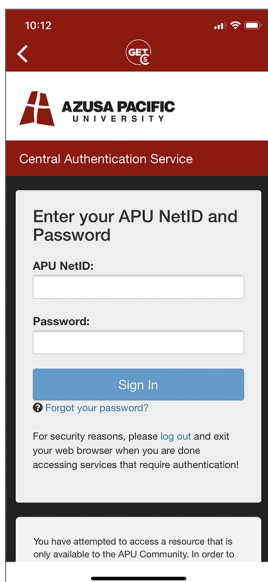 10:12
GET
AZUSA PACIFIC
UNIVERSITY
Central Authentication Service
Enter your APU NetID and
Password
APU NetID:
Password:
Sign In
Forgot your password?
For security reasons, please log out and exit
your web browser when you are done
accessing services that require authentication!
You have attempted to access a resource that is
only available to the APU Community. In order to